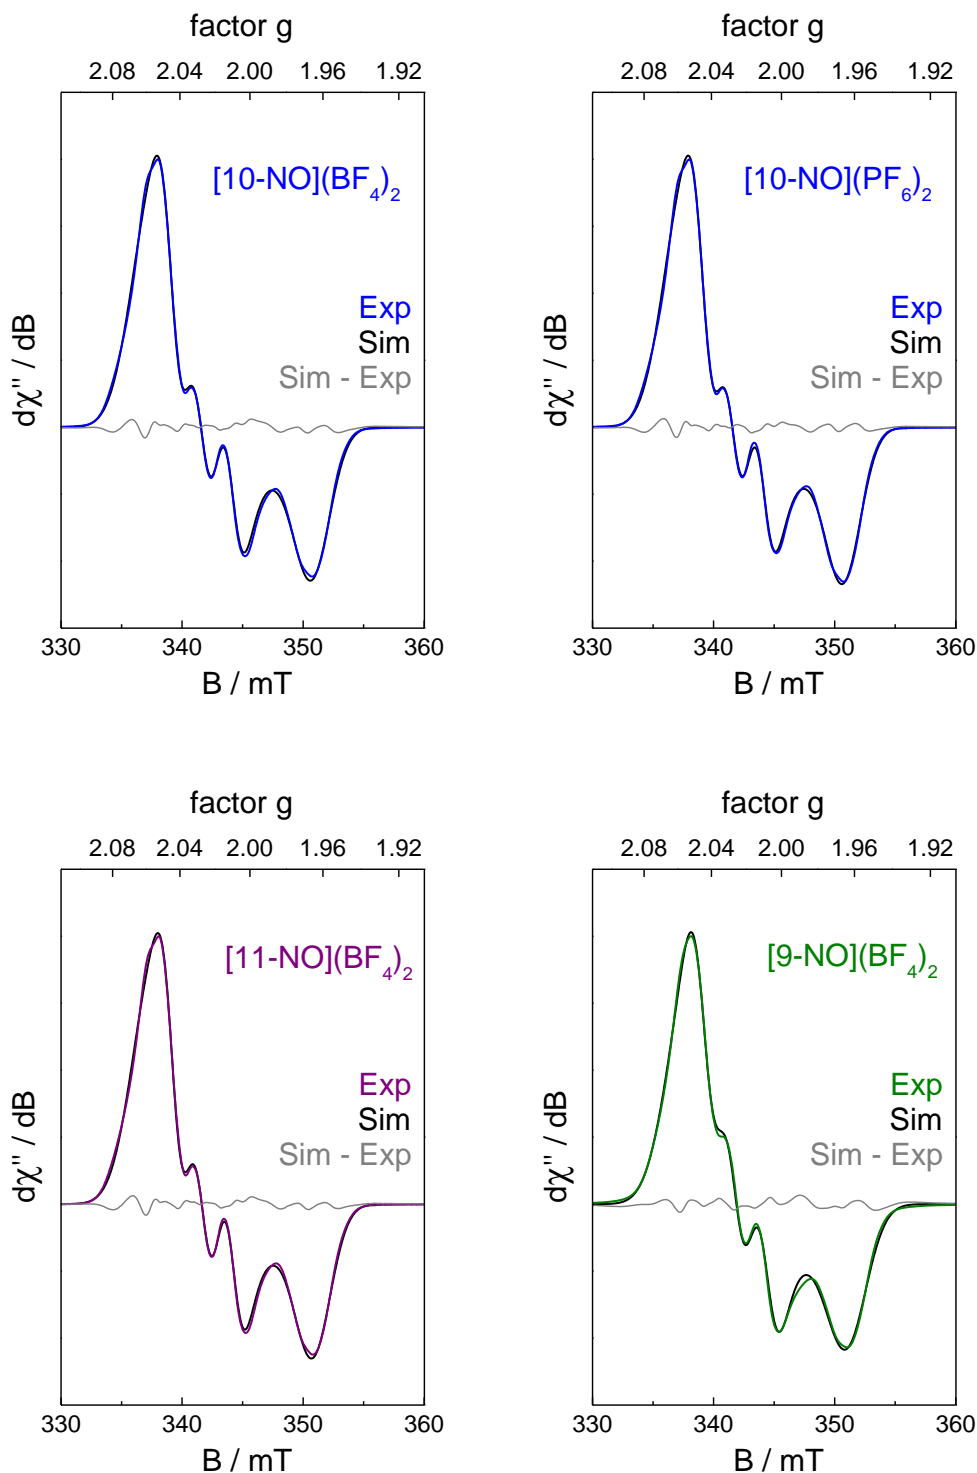 factor g
2.08 2.04 2.00 1.96 1.92
[10-NO](BF4)2
Exp
Sim
Sim - Exp
dχ'' / dB
330 340 350 360
B / mT
factor g
2.08 2.04 2.00 1.96 1.92
[10-NO](PF6)2
Exp
Sim
Sim - Exp
dχ'' / dB
330 340 350 360
B / mT
factor g
2.08 2.04 2.00 1.96 1.92
[11-NO](BF4)2
Exp
Sim
Sim - Exp
dχ'' / dB
330 340 350 360
B / mT
factor g
2.08 2.04 2.00 1.96 1.92
[9-NO](BF4)2
Exp
Sim
Sim - Exp
dχ'' / dB
330 340 350 360
B / mT